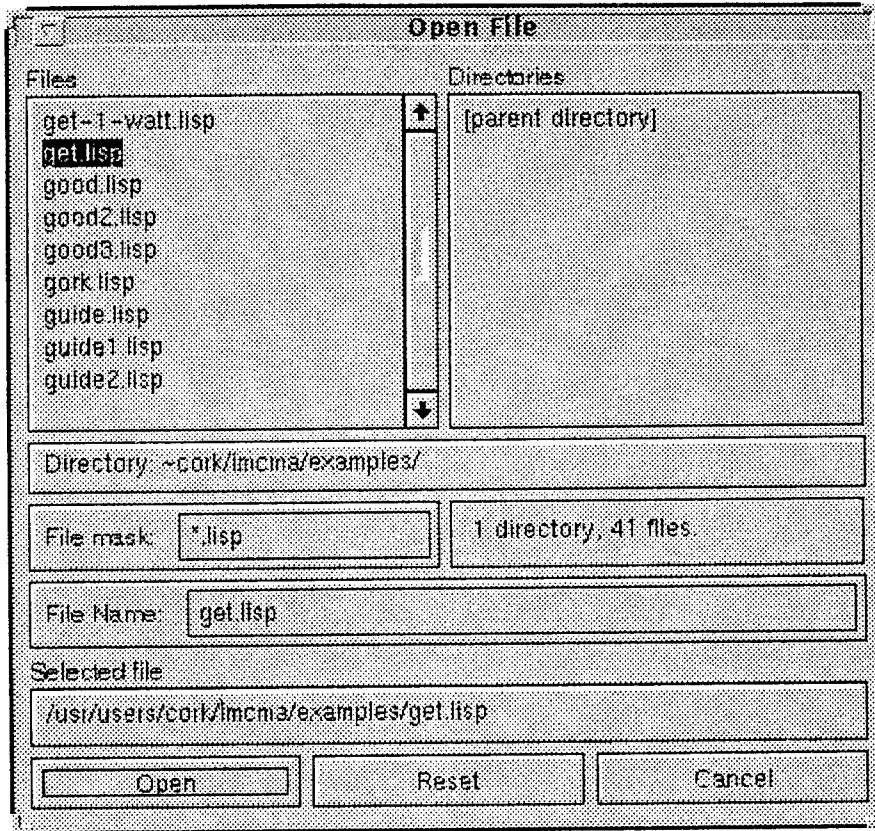 Open File
Files
Directories
get-1-watt.lisp
get.lisp
good.lisp
good2.lisp
good3.lisp
gork.lisp
guide.lisp
guide1.lisp
guide2.lisp
[parent directory]
Directory: ~cork/lmcma/examples/
File mask: *.lisp
1 directory, 41 files.
File Name: get.lisp
Selected file
/usr/users/cork/lmcma/examples/get.lisp
Open
Reset
Cancel